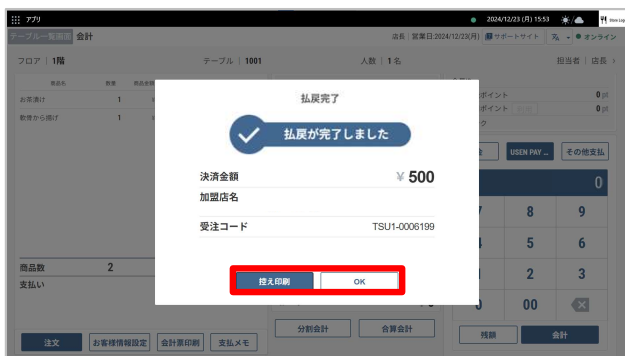 アプリ
2024/12/23 (月) 15:53
テーブル一覧画面 会計
店長 | 営業日:2024/12/23(月)
サポートサイト
オンライン
フロア | 1階
テーブル | 1001
人数 | 1 名
担当者 | 店長
商品名 数量 商品金額
お茶漬け 1
軟骨から揚げ 1
払戻完了
払戻が完了しました
決済金額 ¥ 500
加盟店名
受注コード TSU1-0006199
控え印刷 OK
ポイント 0 pt
ポイント 0 pt
USEN PAY ... その他支払
0
8 9
5 6
2 3
0 00
商品数 2
支払い
注文 お客様情報設定 会計票印刷 支払メモ
分割会計 合算会計
残額 会計